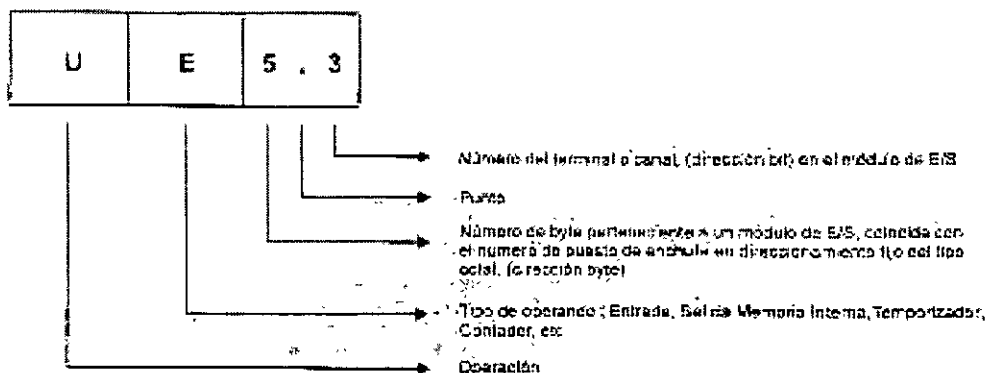 U E 5 . 3
Número del terminal o canal, (dirección bit) en el módulo de E/S
Punto
Número de byte perteneciente a un módulo de E/S, coincide con
el número de puesto de enchufe en direccionamiento fijo del tipo
octal, (dirección byte)
Tipo de operando ; Entrada, Salida Memoria Interna, Temporizador,
Contador, etc
Operación